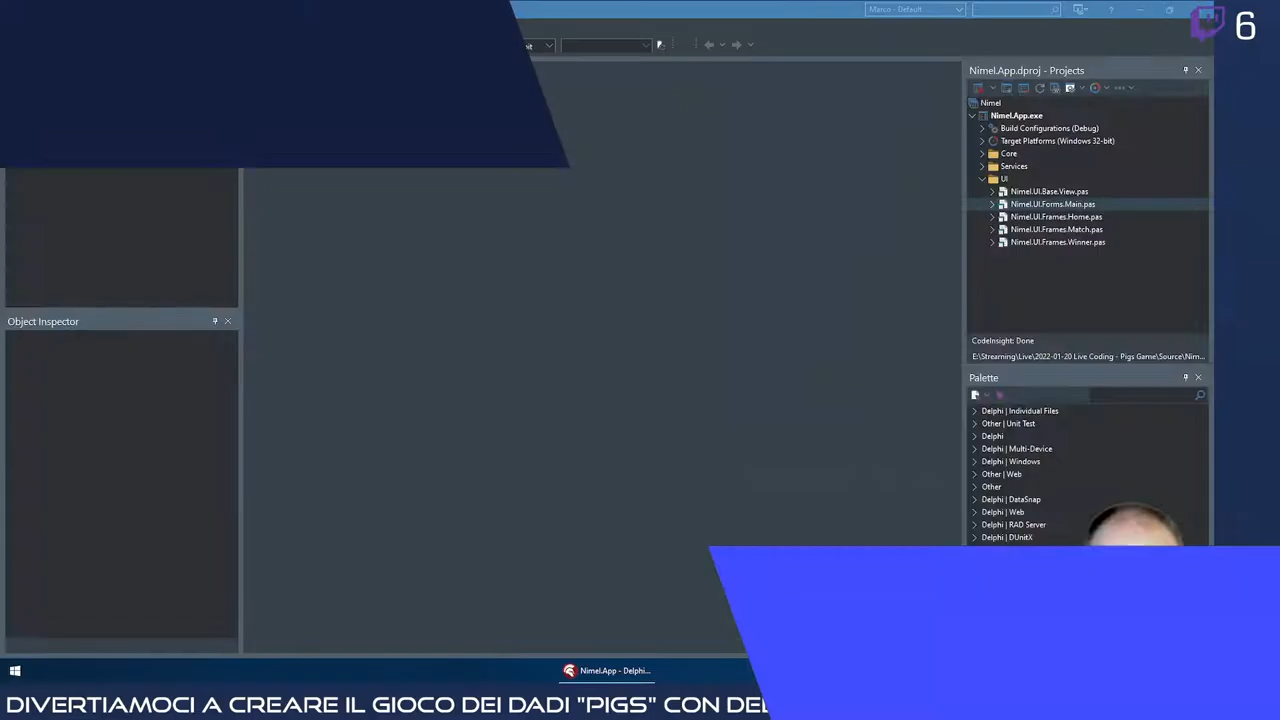 Marco - Default
?
6
Nimel.App.dproj - Projects
Nimel
Nimel.App.exe
Build Configurations (Debug)
Target Platforms (Windows 32-bit)
Core
Services
UI
Nimel.UI.Base.View.pas
Nimel.UI.Forms.Main.pas
Nimel.UI.Frames.Home.pas
Nimel.UI.Frames.Match.pas
Nimel.UI.Frames.Winner.pas
CodeInsight: Done
E:\Streaming\Live\2022-01-20 Live Coding - Pigs Game\Source\Nim...
Object Inspector
Palette
Delphi | Individual Files
Other | Unit Test
Delphi
Delphi | Multi-Device
Delphi | Windows
Other | Web
Other
Delphi | DataSnap
Delphi | Web
Delphi | RAD Server
Delphi | DUnitX
Nimel.App - Delphi...
DIVERTIAMOCI A CREARE IL GIOCO DEI DADI "PIGS" CON DEL